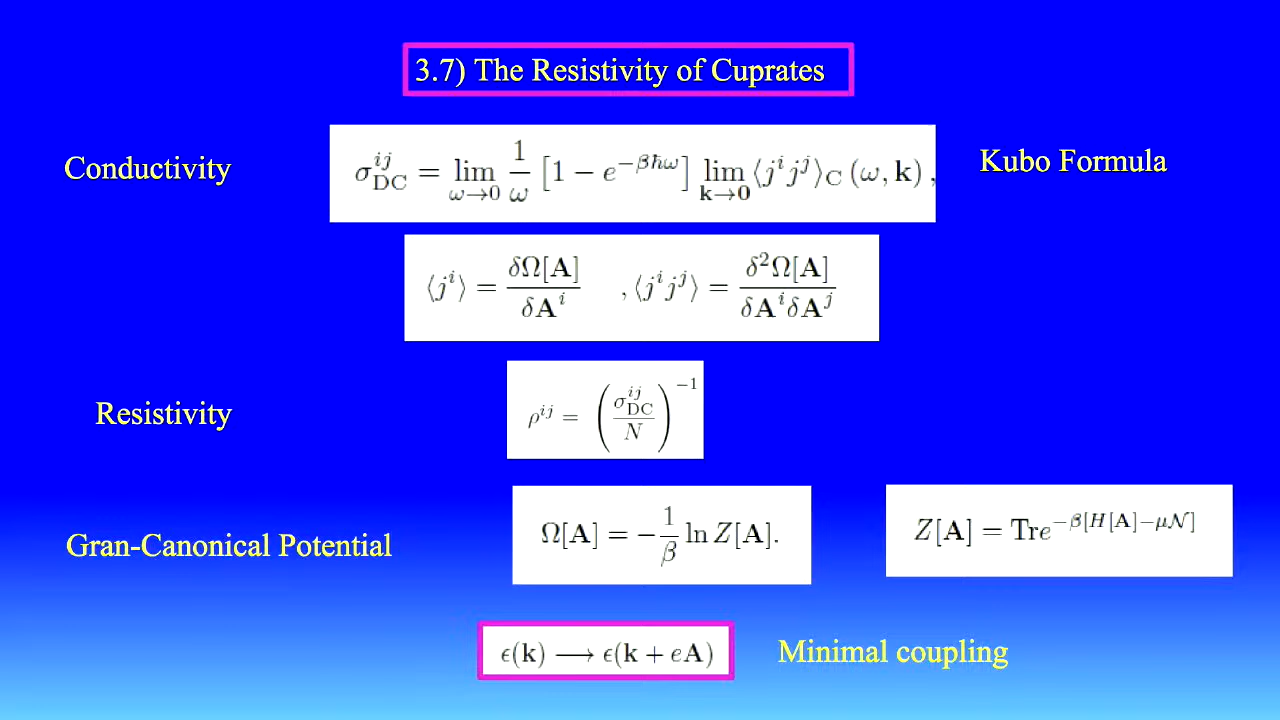 3.7) The Resistivity of Cuprates
Conductivity
σ^{ij}_{DC} = lim_{ω→0} 1/ω [1 − e^{−βħω}] lim_{k→0} ⟨j^i j^j⟩_C (ω, k) ,
Kubo Formula
⟨j^i⟩ = δΩ[A]/δA^i , ⟨j^i j^j⟩ = δ²Ω[A]/δA^i δA^j
Resistivity
ρ^{ij} = (σ^{ij}_{DC}/N)^{−1}
Gran-Canonical Potential
Ω[A] = −1/β ln Z[A].
Z[A] = Tre^{−β[H[A]−μ𝒩]}
ϵ(k) ⟶ ϵ(k + eA)
Minimal coupling